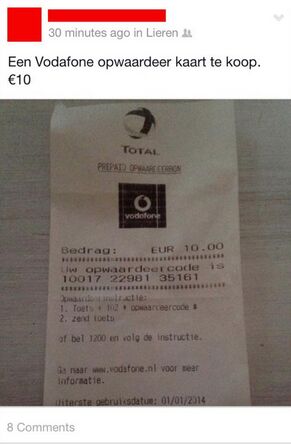 30 minutes ago in Lieren
Een Vodafone opwaardeer kaart te koop.
€10
TOTAL
PREPAID OPWAARDEERBON
vodafone
Bedrag: EUR 10.00
Uw opwaardeercode is
10017 22981 35161
Opwaardeerinstructie:
1. Toets * 102 * opwaardeercode #
2. zend toets
of bel 1200 en volg de instructie.
Ga naar www.vodafone.nl voor meer
informatie.
Uiterste gebruiksdatum: 01/01/2014
8 Comments